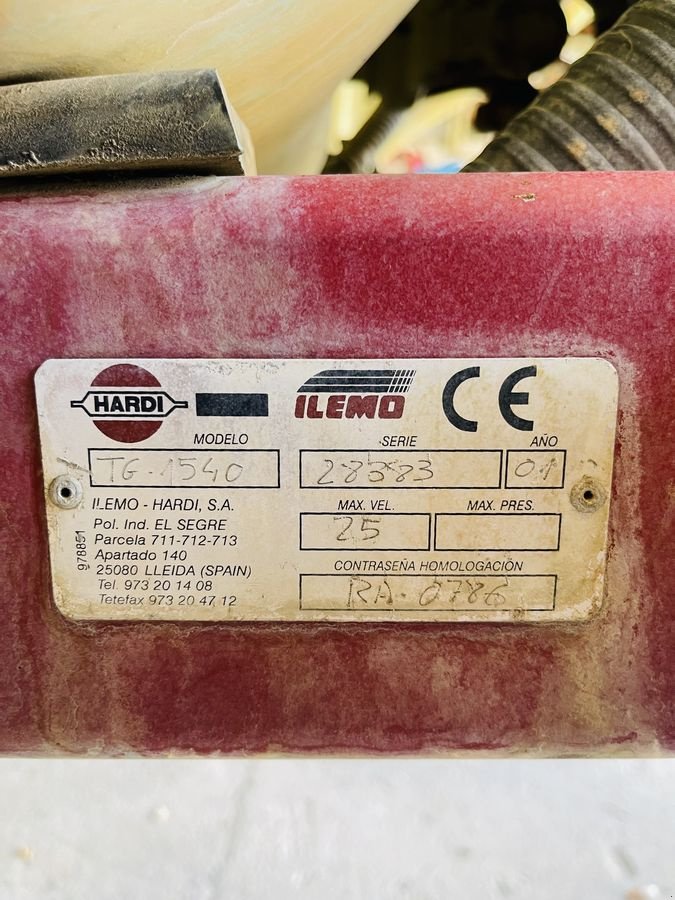 HARDI
ILEMO
CE
MODELO SERIE AÑO
TG-1540 28583 01
ILEMO - HARDI, S.A.
Pol. Ind. EL SEGRE
Parcela 711-712-713
Apartado 140
25080 LLEIDA (SPAIN)
Tel. 973 20 14 08
Tetefax 973 20 47 12
978851
MAX. VEL. MAX. PRES.
25
CONTRASEÑA HOMOLOGACIÓN
RA-0786